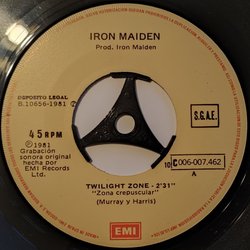 IRON MAIDEN
Prod. Iron Maiden
DEPOSITO LEGAL
B.10656-1981
S.G.A.E.
45 RPM
℗1981
Grabación
sonora original
hecha por
EMI Records
Ltd.
10C 006-007.462
A
TWILIGHT ZONE - 2'31"
"Zona crepuscular"
(Murray y Harris)
EMI